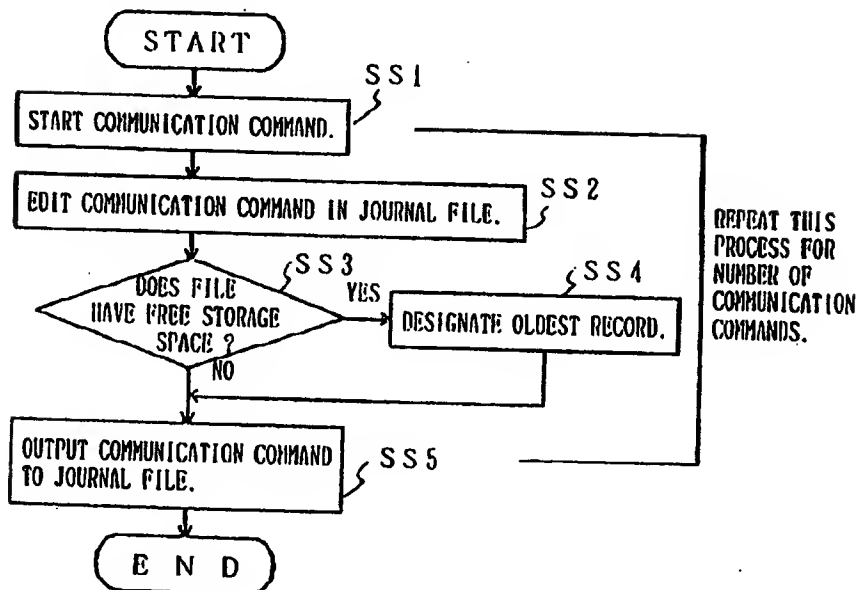 START
SS1
START COMMUNICATION COMMAND.
SS2
EDIT COMMUNICATION COMMAND IN JOURNAL FILE.
SS3
DOES FILE
HAVE FREE STORAGE
SPACE ?
YES
NO
SS4
DESIGNATE OLDEST RECORD.
OUTPUT COMMUNICATION COMMAND
TO JOURNAL FILE.
SS5
END
REPEAT THIS
PROCESS FOR
NUMBER OF
COMMUNICATION
COMMANDS.